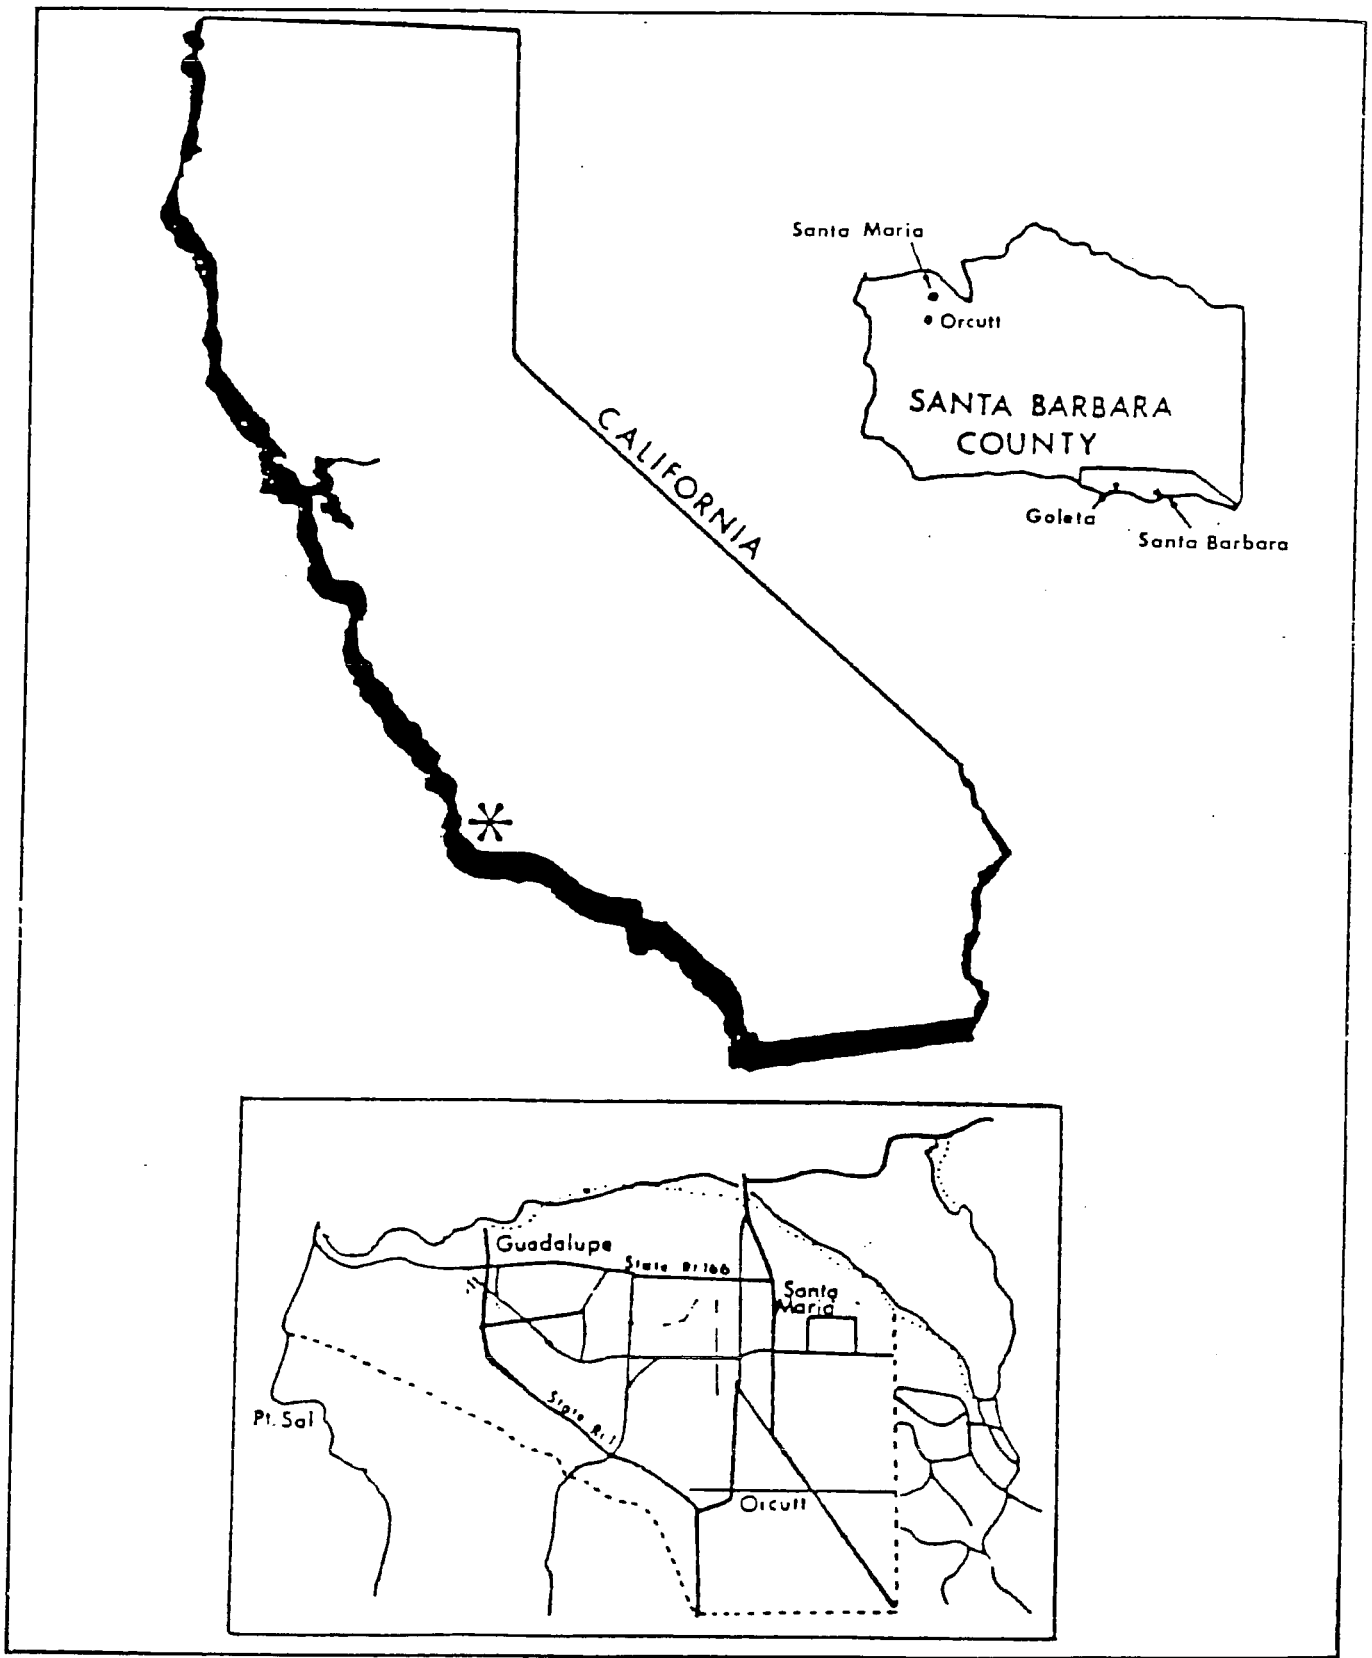 Santa Maria
Orcutt
CALIFORNIA
SANTA BARBARA
COUNTY
Goleta
Santa Barbara
Guadalupe
State Rt.166
Santa
Maria
Pt. Sal
State Rt.1
Orcutt